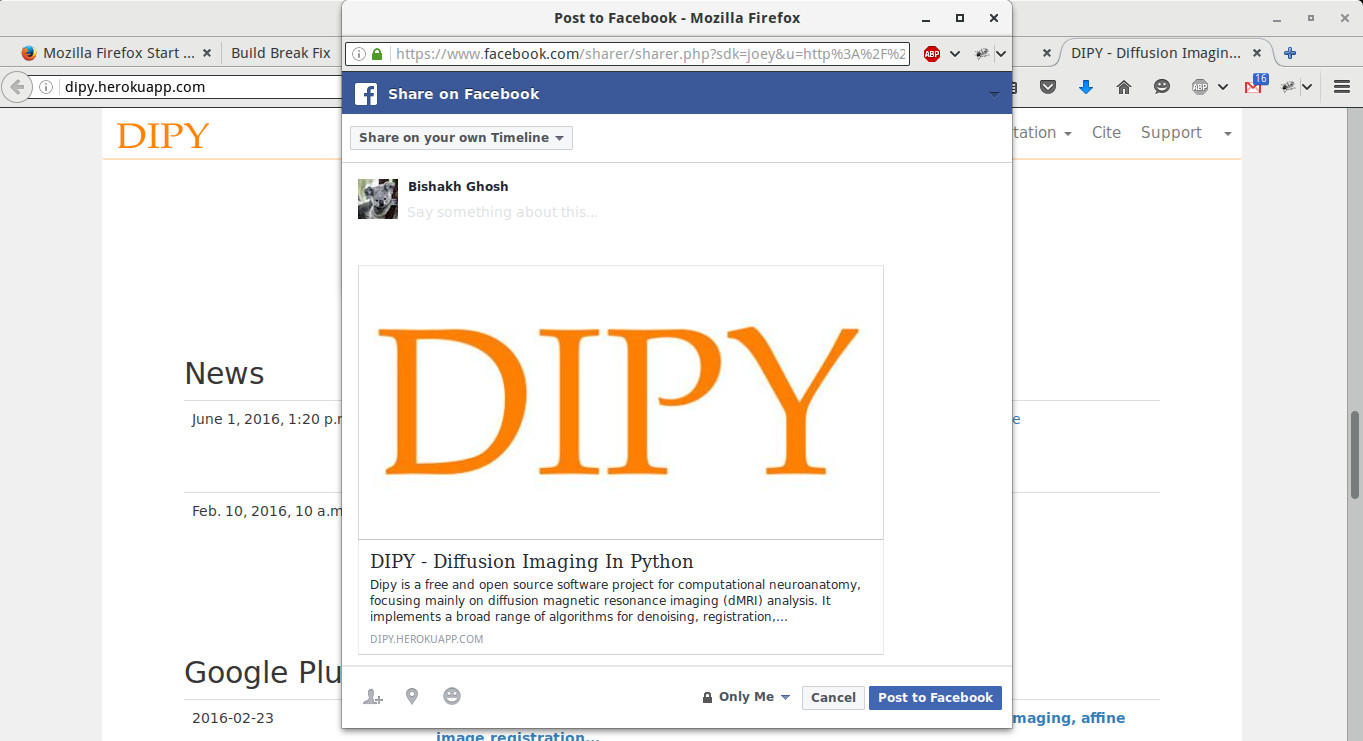 Post to Facebook - Mozilla Firefox
Mozilla Firefox Start ...
Build Break Fix
https://www.facebook.com/sharer/sharer.php?sdk=joey&u=http%3A%2F%2
ABP
DIPY - Diffusion Imagin...
dipy.herokuapp.com
ABP
16
Share on Facebook
DIPY
tation
Cite
Support
Share on your own Timeline
Bishakh Ghosh
Say something about this...
DIPY
News
June 1, 2016, 1:20 p.r
e
Feb. 10, 2016, 10 a.m
DIPY - Diffusion Imaging In Python
Dipy is a free and open source software project for computational neuroanatomy,
focusing mainly on diffusion magnetic resonance imaging (dMRI) analysis. It
implements a broad range of algorithms for denoising, registration,...
DIPY.HEROKUAPP.COM
Google Plu
Only Me
Cancel
Post to Facebook
2016-02-23
maging, affine
image registration...